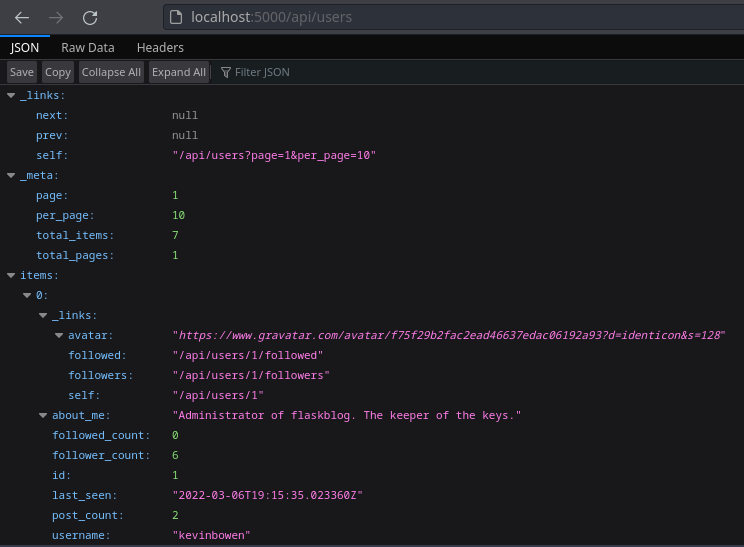 localhost:5000/api/users
JSON Raw Data Headers
Save Copy Collapse All Expand All Filter JSON
_links:
next: null
prev: null
self: "/api/users?page=1&per_page=10"
_meta:
page: 1
per_page: 10
total_items: 7
total_pages: 1
items:
0:
_links:
avatar: "https://www.gravatar.com/avatar/f75f29b2fac2ead46637edac06192a93?d=identicon&s=128"
followed: "/api/users/1/followed"
followers: "/api/users/1/followers"
self: "/api/users/1"
about_me: "Administrator of flaskblog. The keeper of the keys."
followed_count: 0
follower_count: 6
id: 1
last_seen: "2022-03-06T19:15:35.023360Z"
post_count: 2
username: "kevinbowen"